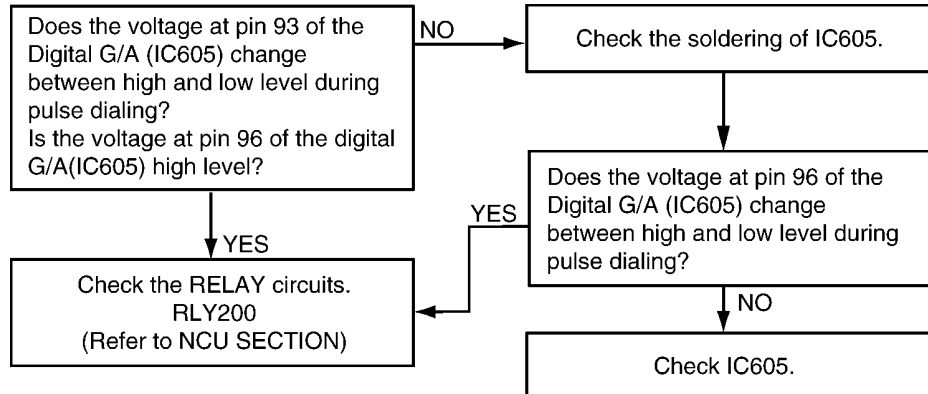 Does the voltage at pin 93 of the
Digital G/A (IC605) change
between high and low level during
pulse dialing?
Is the voltage at pin 96 of the digital
G/A(IC605) high level?
NO
Check the soldering of IC605.
YES
Check the RELAY circuits.
RLY200
(Refer to NCU SECTION)
Does the voltage at pin 96 of the
Digital G/A (IC605) change
between high and low level during
pulse dialing?
YES
NO
Check IC605.